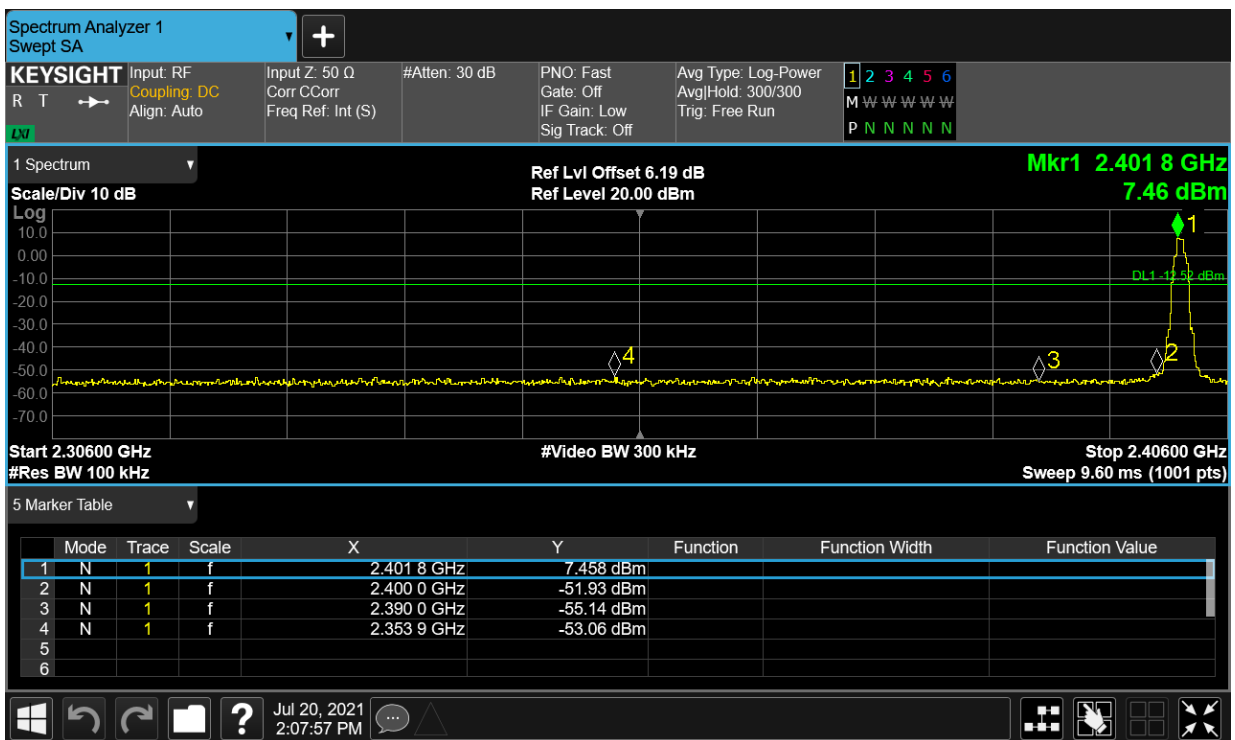 Spectrum Analyzer 1
Swept SA
+
KEYSIGHT Input: RF Input Z: 50 Ω #Atten: 30 dB PNO: Fast Avg Type: Log-Power 1 2 3 4 5 6
R T Coupling: DC Corr CCorr Gate: Off Avg|Hold: 300/300 M W W W W W
Align: Auto Freq Ref: Int (S) IF Gain: Low Trig: Free Run
LXI Sig Track: Off P N N N N N
1 Spectrum Ref Lvl Offset 6.19 dB Mkr1 2.401 8 GHz
Scale/Div 10 dB Ref Level 20.00 dBm 7.46 dBm
Log
1
10.0
0.00
-10.0 DL1 -12.52 dBm
-20.0
-30.0
-40.0
4 3 2
-50.0
-60.0
-70.0
Start 2.30600 GHz #Video BW 300 kHz Stop 2.40600 GHz
#Res BW 100 kHz Sweep 9.60 ms (1001 pts)
5 Marker Table
Mode Trace Scale X Y Function Function Width Function Value
1 N 1 f 2.401 8 GHz 7.458 dBm
2 N 1 f 2.400 0 GHz -51.93 dBm
3 N 1 f 2.390 0 GHz -55.14 dBm
4 N 1 f 2.353 9 GHz -53.06 dBm
5
6
? Jul 20, 2021
2:07:57 PM